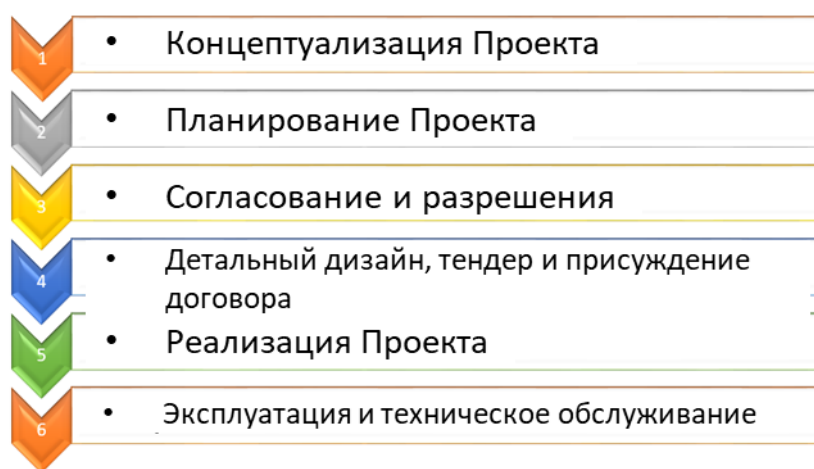 1 • Концептуализация Проекта
2 • Планирование Проекта
3 • Согласование и разрешения
4 • Детальный дизайн, тендер и присуждение
договора
5 • Реализация Проекта
6 • Эксплуатация и техническое обслуживание